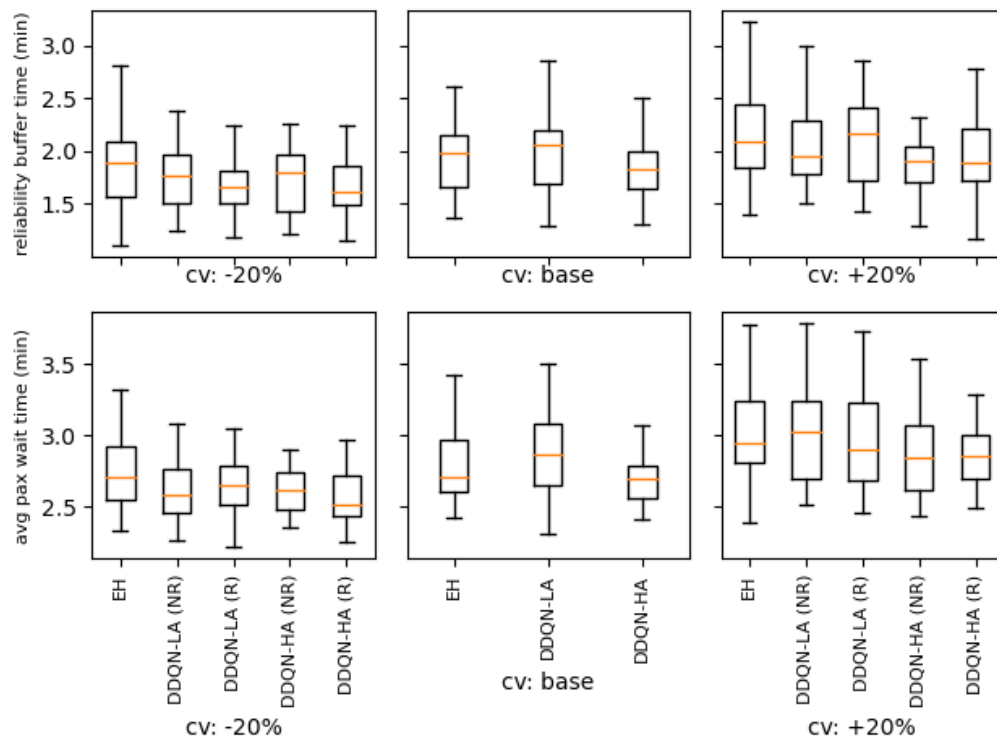 reliability buffer time (min)
3.0
2.5
2.0
1.5
cv: -20%
cv: base
cv: +20%
avg pax wait time (min)
3.5
3.0
2.5
EH
DDQN-LA (NR)
DDQN-LA (R)
DDQN-HA (NR)
DDQN-HA (R)
cv: -20%
EH
DDQN-LA
DDQN-HA
cv: base
EH
DDQN-LA (NR)
DDQN-LA (R)
DDQN-HA (NR)
DDQN-HA (R)
cv: +20%